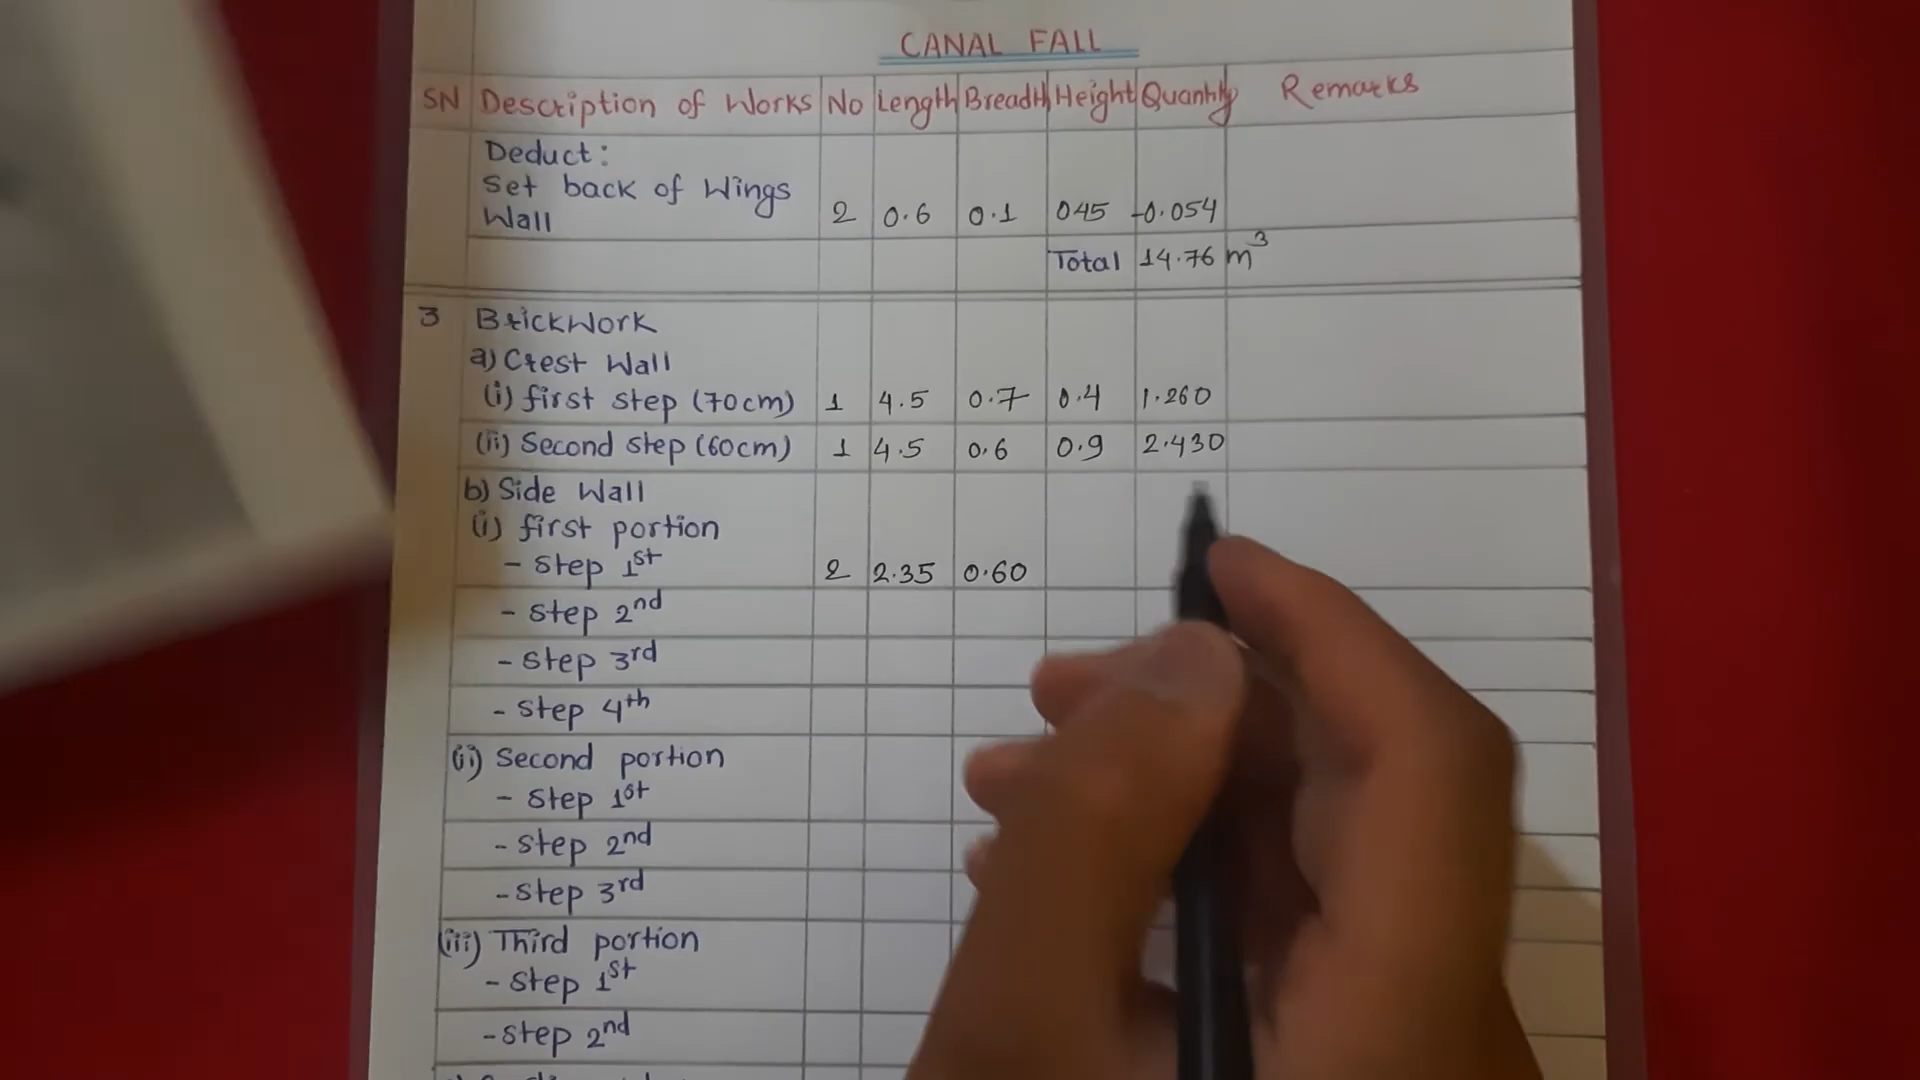 CANAL FALL
SN Description of Works No Length Breadth Height Quantity Remarks
Deduct:
Set back of Wings
Wall 2 0.6 0.1 045 -0.054
Total 14.76 m³
3 Brickwork
a) Crest Wall
(i) first step (70cm) 1 4.5 0.7 0.4 1.260
(ii) Second step (60cm) 1 4.5 0.6 0.9 2.430
b) Side Wall
(i) first portion
- Step 1st 2 2.35 0.60
- Step 2nd
- Step 3rd
- Step 4th
(ii) Second portion
- Step 1st
- Step 2nd
- Step 3rd
(iii) Third portion
- Step 1st
- Step 2nd